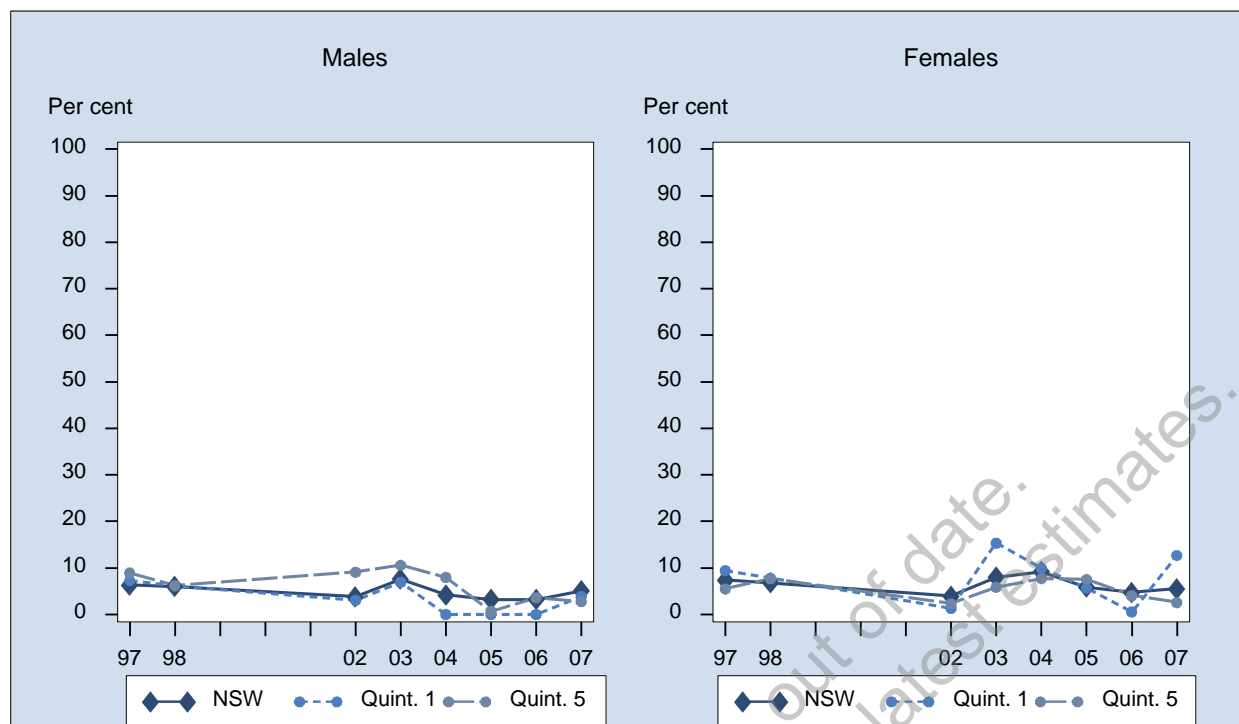 Males
Per cent
100
90
80
70
60
50
40
30
20
10
0
97 98 02 03 04 05 06 07
NSW Quint. 1 Quint. 5
Females
Per cent
100
90
80
70
60
50
40
30
20
10
0
97 98 02 03 04 05 06 07
NSW Quint. 1 Quint. 5
out of date.
latest estimates.